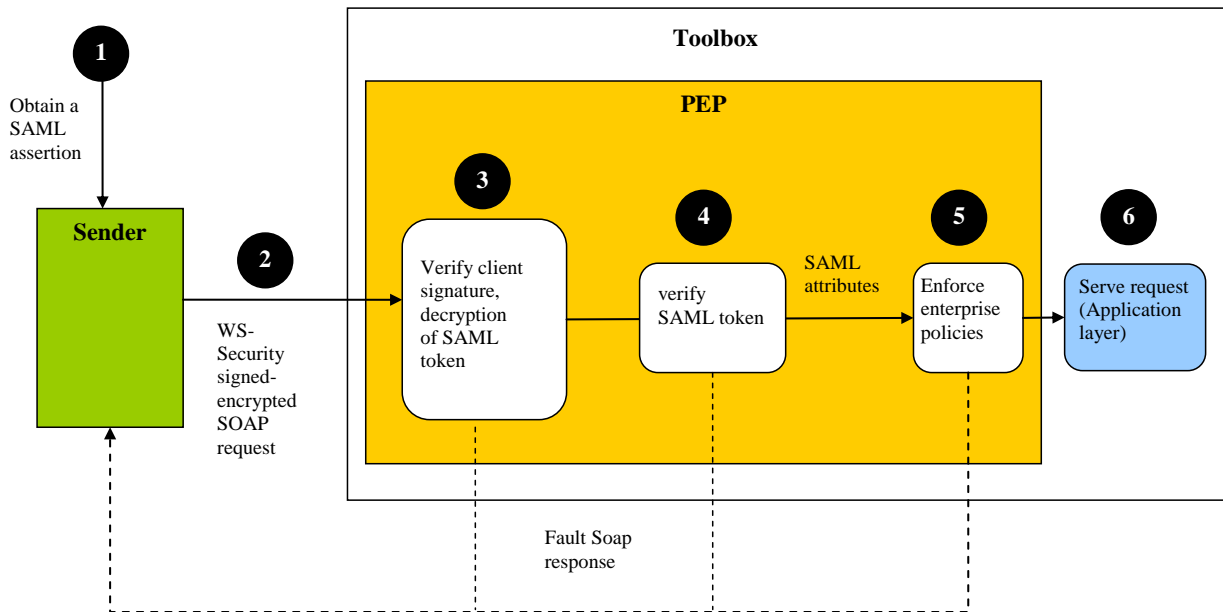 Toolbox
1
Obtain a
SAML
assertion
PEP
3
4
5
6
Sender
2
Verify client
signature,
decryption
of SAML
token
verify
SAML token
SAML
attributes
Enforce
enterprise
policies
Serve request
(Application
layer)
WS-
Security
signed-
encrypted
SOAP
request
Fault Soap
response